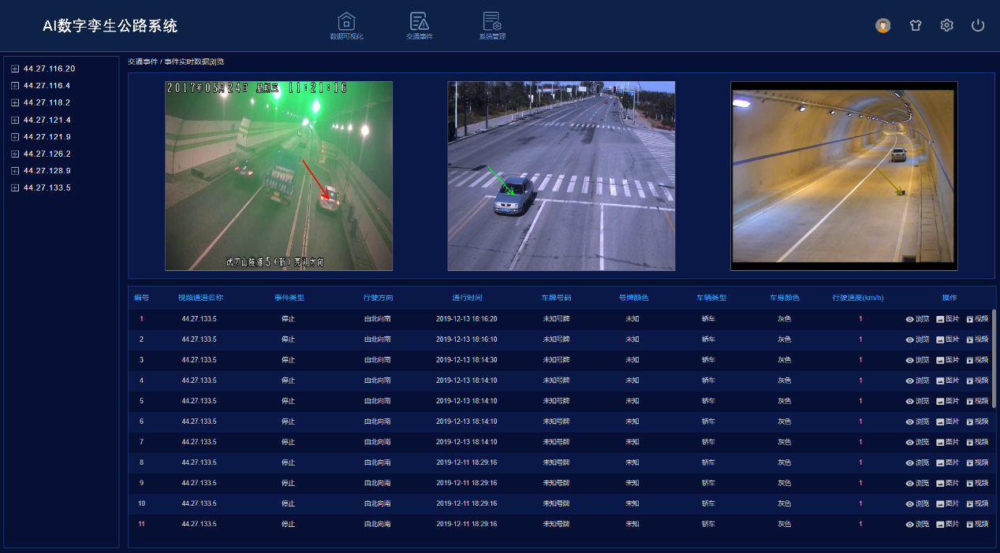 AI数字孪生公路系统
数据可视化
交通事件
系统管理
44.27.116.20
44.27.116.4
44.27.118.2
44.27.121.4
44.27.121.9
44.27.126.2
44.27.128.9
44.27.133.5
交通事件 / 事件实时数据浏览
2017年05月24日 星期三 11:21:16
试刀山隧道5(新)芜湖方向
编号 视频通道名称 事件类型 行驶方向 通行时间 车牌号码 号牌颜色 车辆类型 车身颜色 行驶速度(km/h) 操作
1 44.27.133.5 停止 由北向南 2019-12-13 18:16:20 未知号牌 未知 轿车 灰色 1 浏览 图片 视频
2 44.27.133.5 停止 由北向南 2019-12-13 18:16:10 未知号牌 未知 轿车 灰色 1 浏览 图片 视频
3 44.27.133.5 停止 由北向南 2019-12-13 18:14:30 未知号牌 未知 轿车 灰色 1 浏览 图片 视频
4 44.27.133.5 停止 由北向南 2019-12-13 18:14:10 未知号牌 未知 轿车 灰色 1 浏览 图片 视频
5 44.27.133.5 停止 由北向南 2019-12-13 18:14:10 未知号牌 未知 轿车 灰色 1 浏览 图片 视频
6 44.27.133.5 停止 由北向南 2019-12-13 18:14:10 未知号牌 未知 轿车 灰色 1 浏览 图片 视频
7 44.27.133.5 停止 由北向南 2019-12-13 18:14:10 未知号牌 未知 轿车 灰色 1 浏览 图片 视频
8 44.27.133.5 停止 由北向南 2019-12-11 18:29:16 未知号牌 未知 轿车 灰色 1 浏览 图片 视频
9 44.27.133.5 停止 由北向南 2019-12-11 18:29:16 未知号牌 未知 轿车 灰色 1 浏览 图片 视频
10 44.27.133.5 停止 由北向南 2019-12-11 18:29:16 未知号牌 未知 轿车 灰色 1 浏览 图片 视频
11 44.27.133.5 停止 由北向南 2019-12-11 18:29:16 未知号牌 未知 轿车 灰色 1 浏览 图片 视频